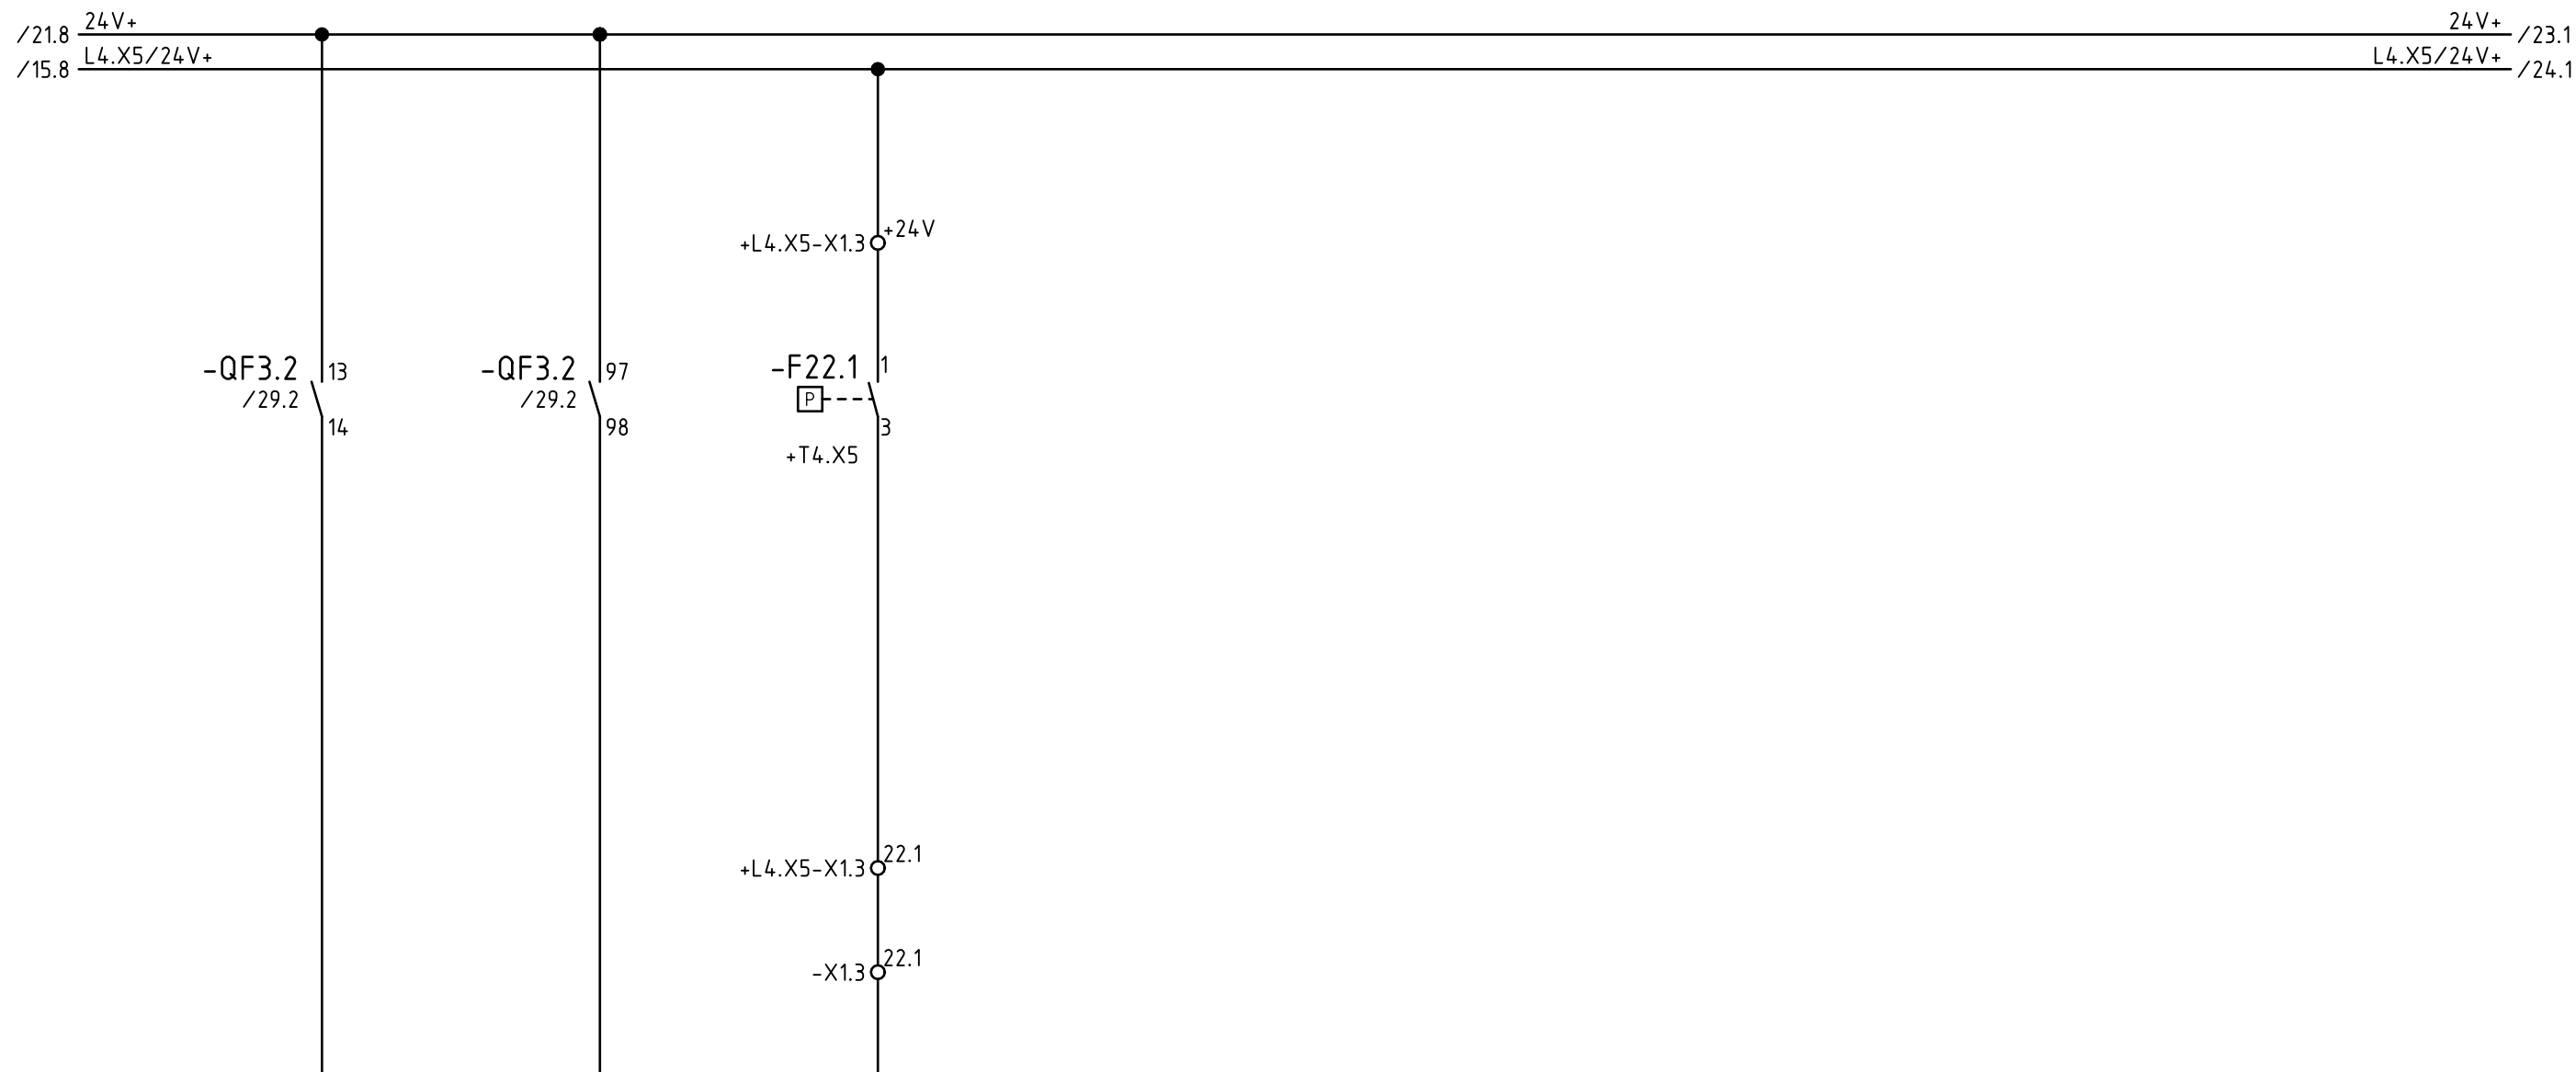 24V+ 24V+
/21.8 /23.1
L4.X5/24V+ L4.X5/24V+
/15.8 /24.1
+24V
+L4.X5-X1.3
-QF3.2 13
/29.2
14
-QF3.2 97
/29.2
98
-F22.1 1
P
3
+T4.X5
22.1
+L4.X5-X1.3
22.1
-X1.3